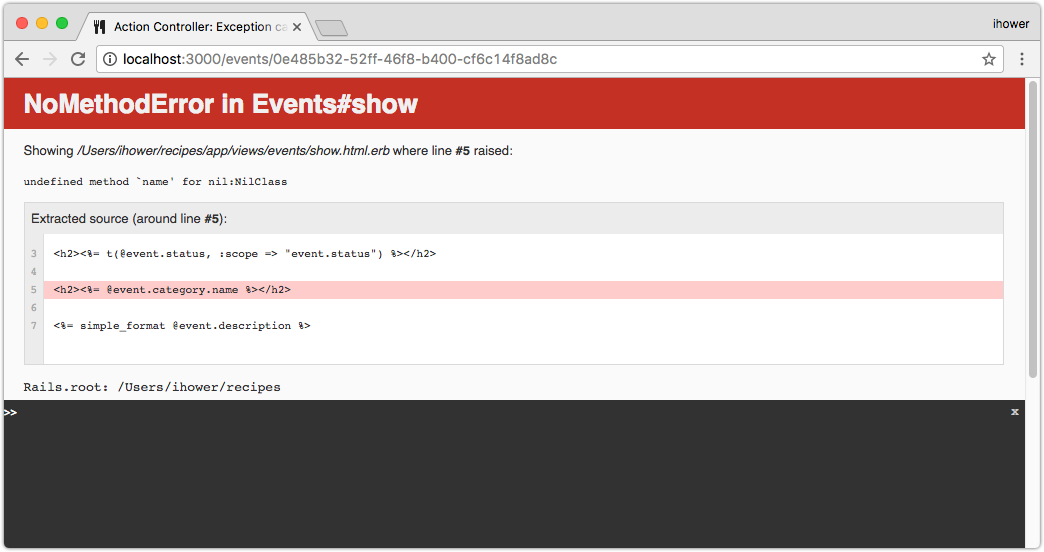 Action Controller: Exception ca
ihower
localhost:3000/events/0e485b32-52ff-46f8-b400-cf6c14f8ad8c
NoMethodError in Events#show
Showing /Users/ihower/recipes/app/views/events/show.html.erb where line #5 raised:
undefined method `name' for nil:NilClass
Extracted source (around line #5):
3 <h2><%= t(@event.status, :scope => "event.status") %></h2>
4
5 <h2><%= @event.category.name %></h2>
6
7 <%= simple_format @event.description %>
Rails.root: /Users/ihower/recipes
>> x